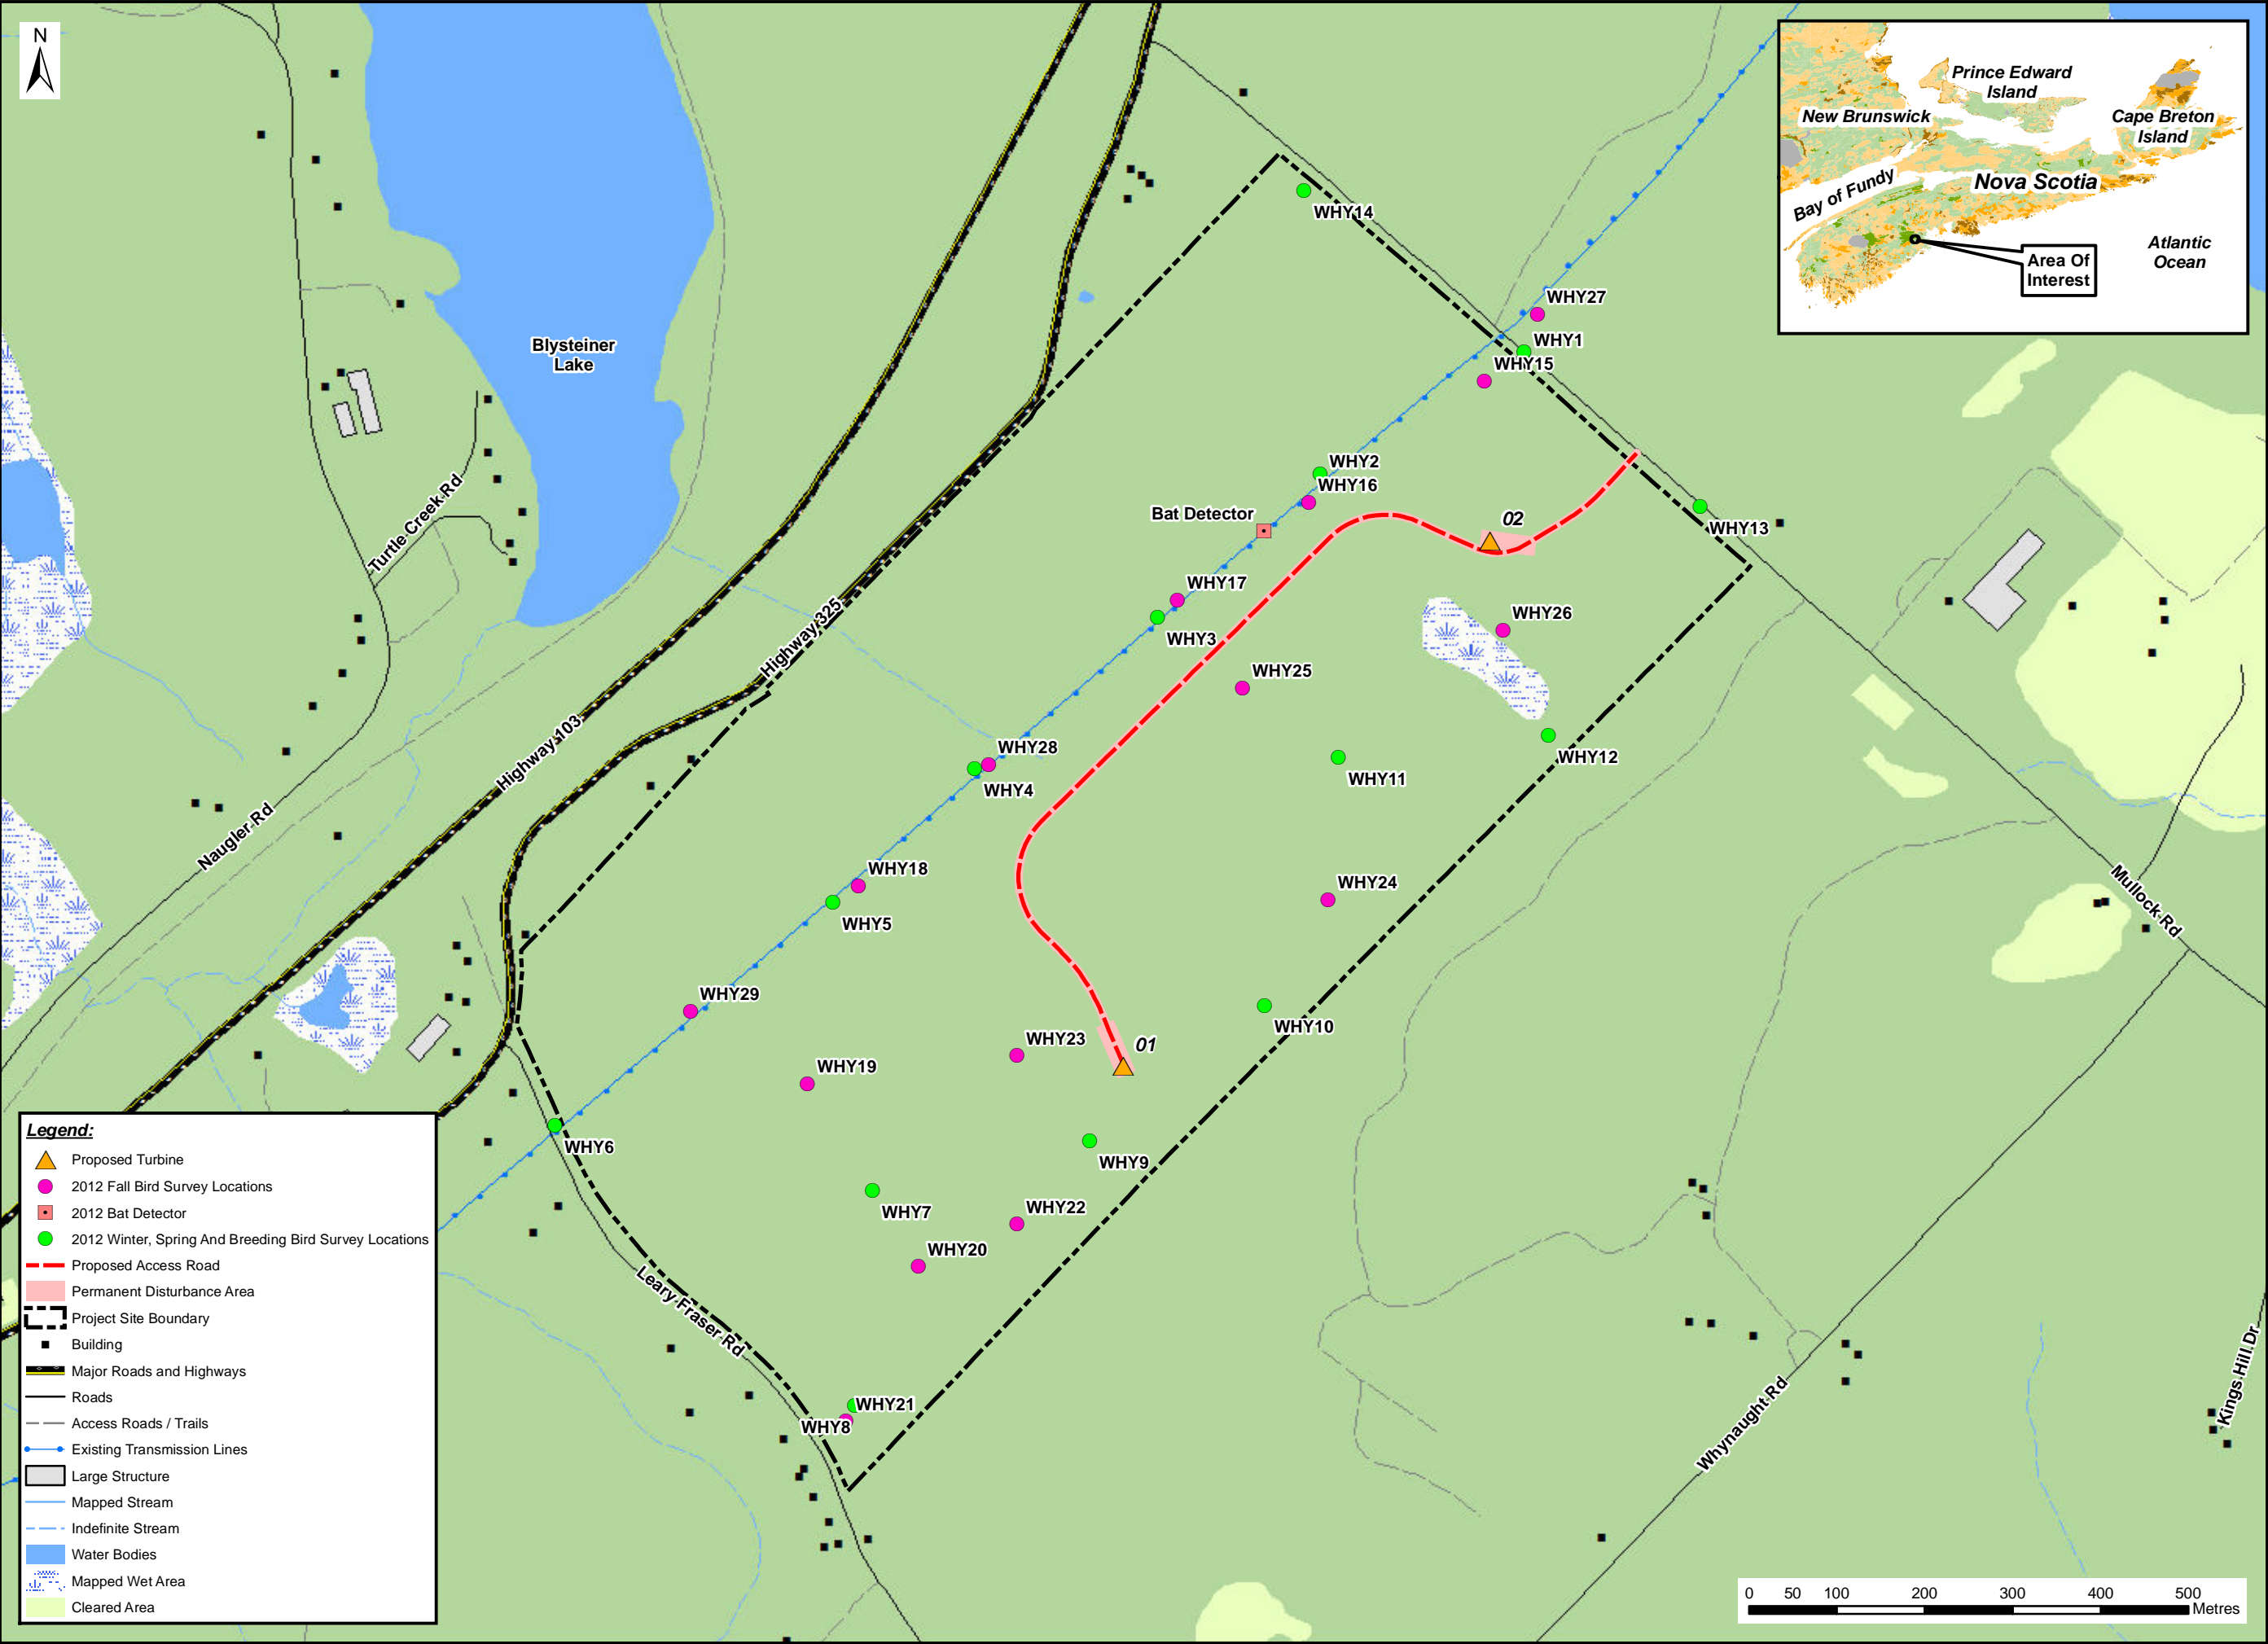 N
Prince Edward
Island
New Brunswick
Cape Breton
Island
Bay of Fundy
Nova Scotia
Atlantic
Ocean
Area Of
Interest
WHY14
WHY27
WHY1
WHY15
Blysteiner
Lake
WHY2
WHY16
Bat Detector
02
WHY13
Turtle Creek Rd
WHY17
WHY3
WHY26
Highway 325
WHY25
Highway 103
WHY28
WHY4
WHY11
WHY12
Naugler Rd
WHY18
WHY5
WHY24
Mullock Rd
WHY29
WHY10
WHY23
01
WHY19
WHY6
WHY9
WHY7
WHY22
WHY20
Leary Fraser Rd
WHY21
WHY8
Whynaught Rd
Kings Hill Dr
Legend:
Proposed Turbine
2012 Fall Bird Survey Locations
2012 Bat Detector
2012 Winter, Spring And Breeding Bird Survey Locations
Proposed Access Road
Permanent Disturbance Area
Project Site Boundary
Building
Major Roads and Highways
Roads
Access Roads / Trails
Existing Transmission Lines
Large Structure
Mapped Stream
Indefinite Stream
Water Bodies
Mapped Wet Area
Cleared Area
0 50 100 200 300 400 500
Metres